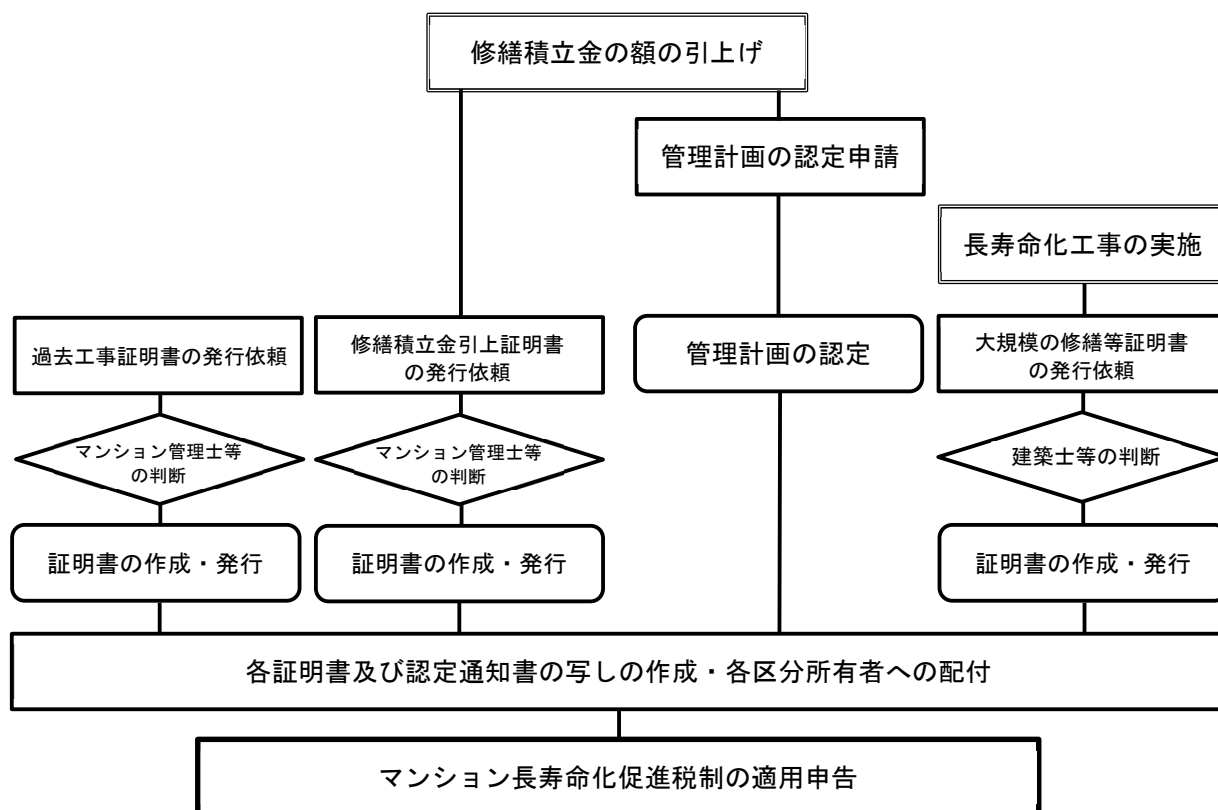 修繕積立金の額の引上げ
管理計画の認定申請
長寿命化工事の実施
過去工事証明書の発行依頼
修繕積立金引上証明書
の発行依頼
管理計画の認定
大規模の修繕等証明書
の発行依頼
マンション管理士等
の判断
マンション管理士等
の判断
建築士等の判断
証明書の作成・発行
証明書の作成・発行
証明書の作成・発行
各証明書及び認定通知書の写しの作成・各区分所有者への配付
マンション長寿命化促進税制の適用申告